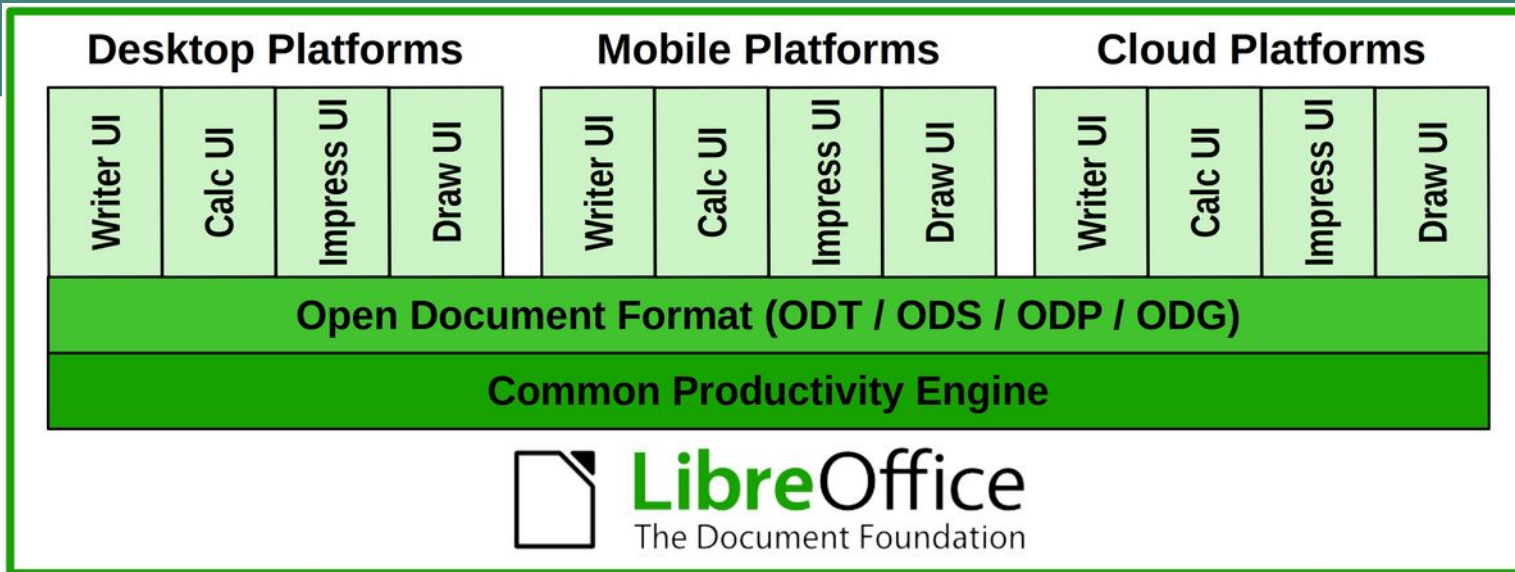 Desktop Platforms
Mobile Platforms
Cloud Platforms
Writer UI
Calc UI
Impress UI
Draw UI
Writer UI
Calc UI
Impress UI
Draw UI
Writer UI
Calc UI
Impress UI
Draw UI
Open Document Format (ODT / ODS / ODP / ODG)
Common Productivity Engine
LibreOffice
The Document Foundation